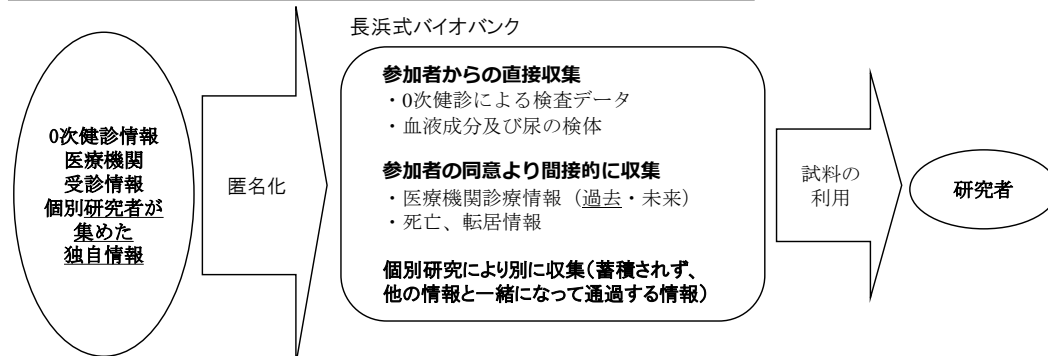 長浜式バイオバンク
0次健診情報
医療機関
受診情報
個別研究者が
集めた
独自情報
匿名化
参加者からの直接収集
・0次健診による検査データ
・血液成分及び尿の検体
参加者の同意より間接的に収集
・医療機関診療情報（過去・未来）
・死亡、転居情報
個別研究により別に収集（蓄積されず、
他の情報と一緒になって通過する情報）
試料の
利用
研究者